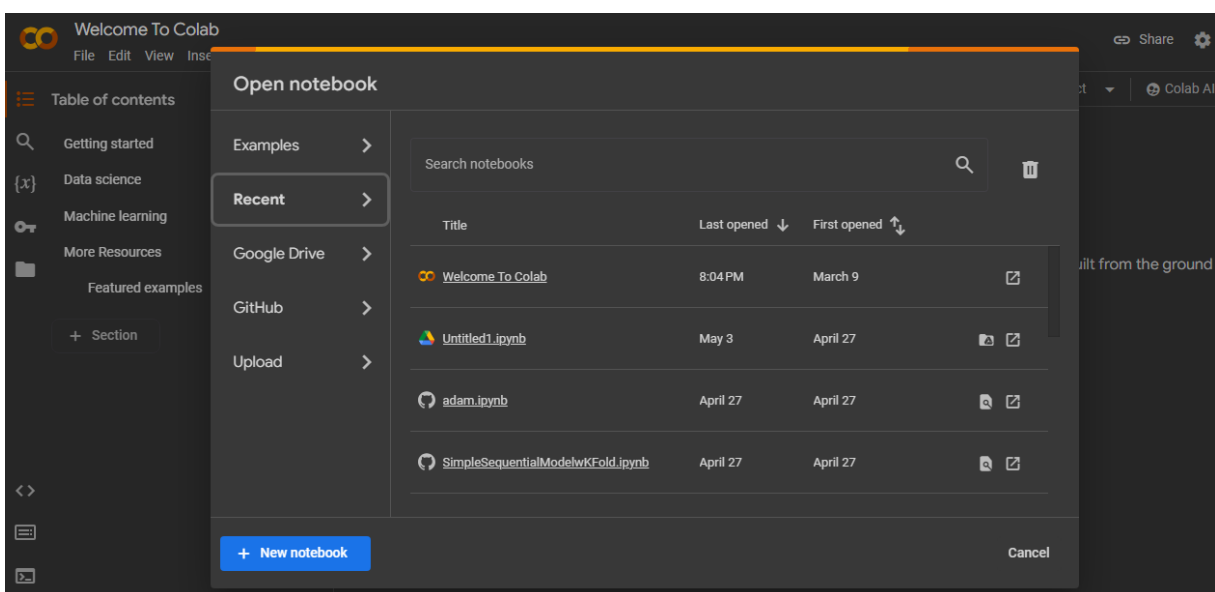 Welcome To Colab
File Edit View Inse
Share
Table of contents
Getting started
Data science
Machine learning
More Resources
Featured examples
+ Section
Open notebook
Examples
Recent
Google Drive
GitHub
Upload
Search notebooks
Title Last opened First opened
Welcome To Colab 8:04 PM March 9
Untitled1.ipynb May 3 April 27
adam.ipynb April 27 April 27
SimpleSequentialModelwKFold.ipynb April 27 April 27
+ New notebook
Cancel
ct Colab AI
uilt from the ground
{x}